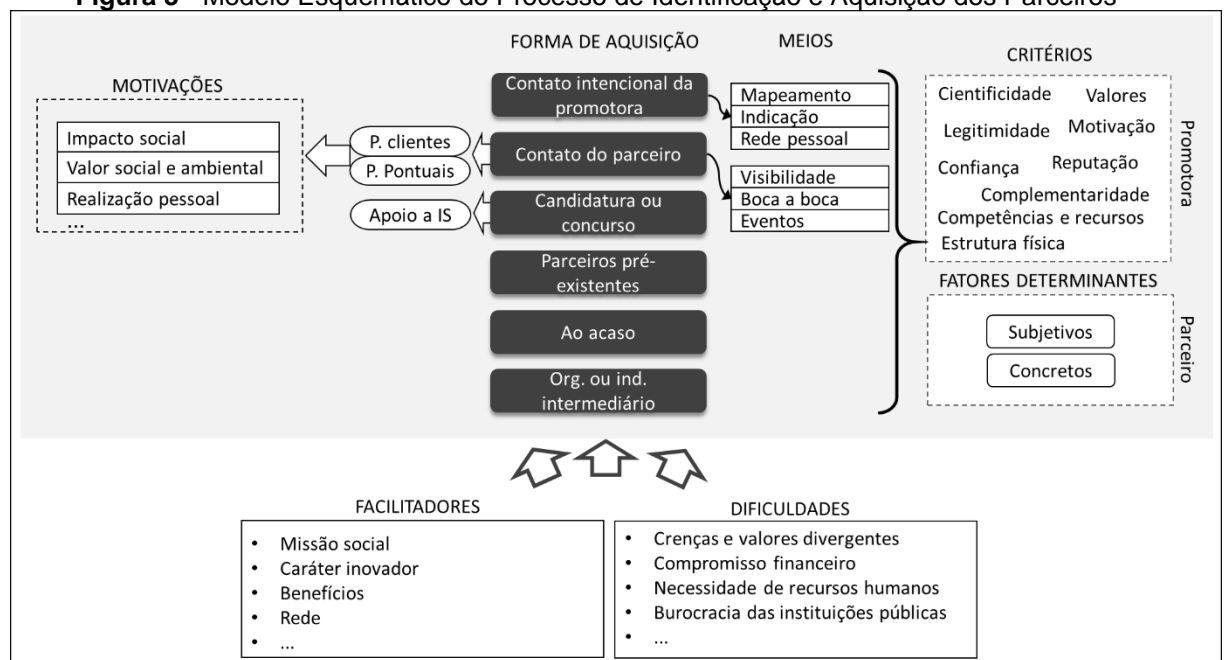 Modelo Esquemático do Processo de Identificação e Aquisição dos Parceiros
MOTIVAÇÕES
Impacto social
Valor social e ambiental
Realização pessoal
...
P. clientes
P. Pontuais
Apoio a IS
FORMA DE AQUISIÇÃO
Contato intencional da
promotora
Contato do parceiro
Candidatura ou
concurso
Parceiros pré-
existentes
Ao acaso
Org. ou ind.
intermediário
MEIOS
Mapeamento
Indicação
Rede pessoal
Visibilidade
Boca a boca
Eventos
CRITÉRIOS
Cientificidade Valores
Legitimidade Motivação
Confiança Reputação
Complementaridade
Competências e recursos
Estrutura física
Promotora
FATORES DETERMINANTES
Subjetivos
Concretos
Parceiro
FACILITADORES
• Missão social
• Caráter inovador
• Benefícios
• Rede
• ...
DIFICULDADES
• Crenças e valores divergentes
• Compromisso financeiro
• Necessidade de recursos humanos
• Burocracia das instituições públicas
• ...